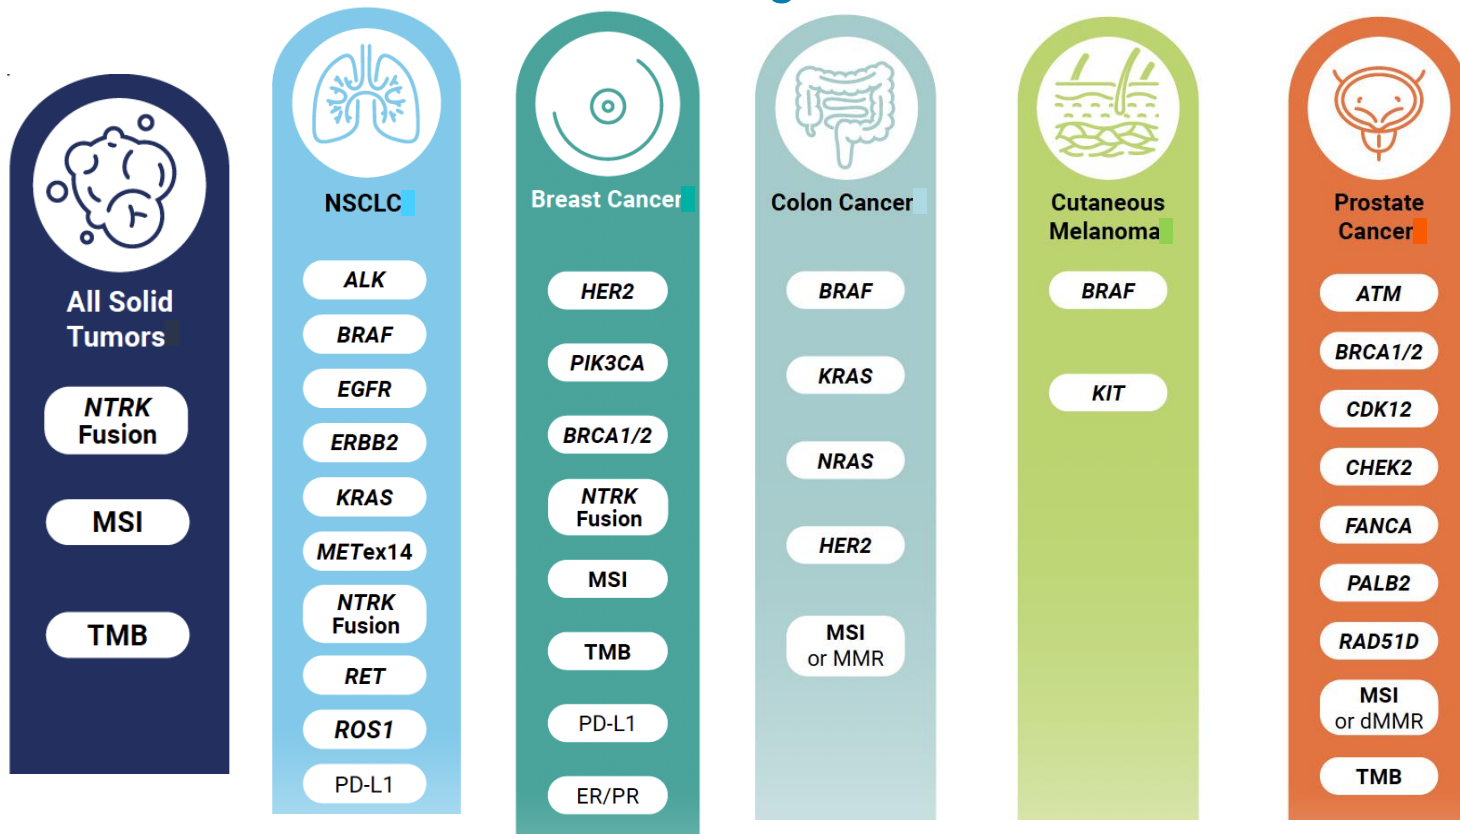 All Solid
Tumors
NTRK
Fusion
MSI
TMB
NSCLC
ALK
BRAF
EGFR
ERBB2
KRAS
METex14
NTRK
Fusion
RET
ROS1
PD-L1
Breast Cancer
HER2
PIK3CA
BRCA1/2
NTRK
Fusion
MSI
TMB
PD-L1
ER/PR
Colon Cancer
BRAF
KRAS
NRAS
HER2
MSI
or MMR
Cutaneous
Melanoma
BRAF
KIT
Prostate
Cancer
ATM
BRCA1/2
CDK12
CHEK2
FANCA
PALB2
RAD51D
MSI
or dMMR
TMB